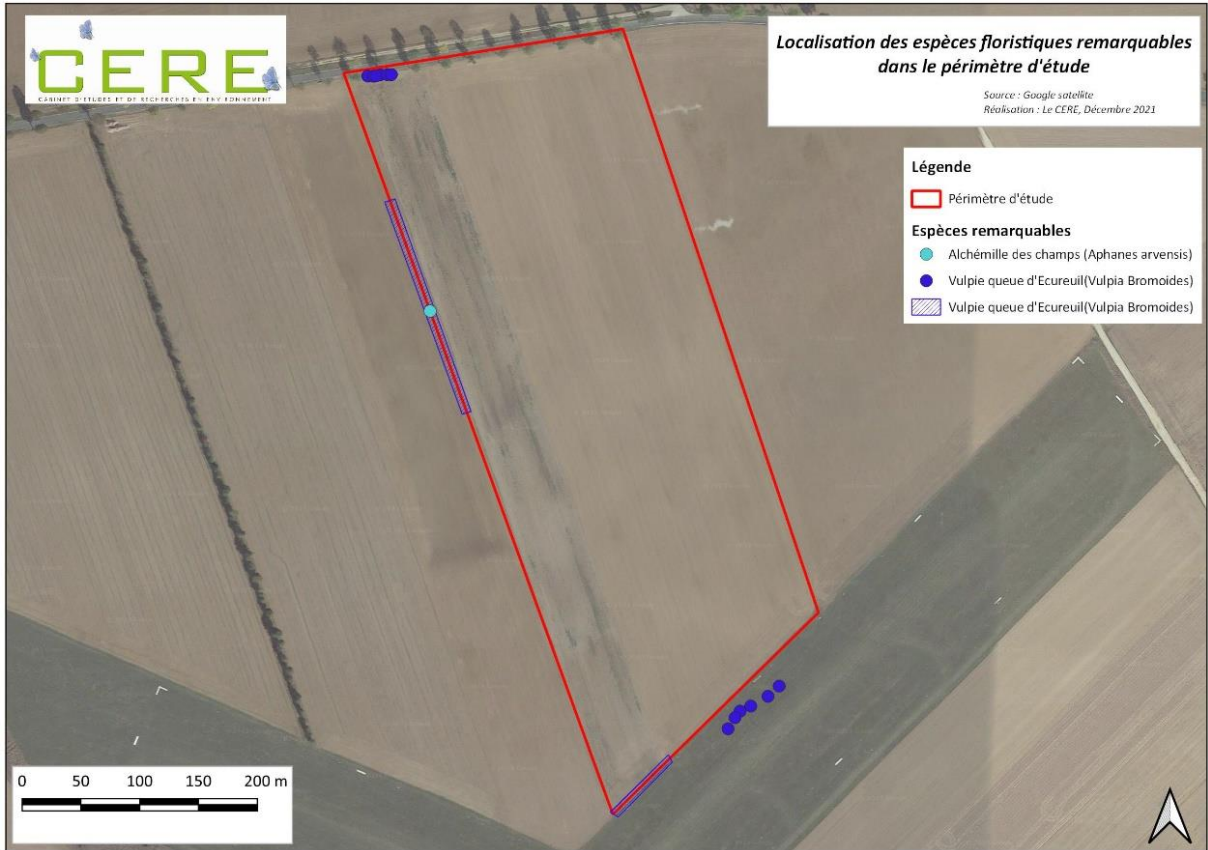 CERE
CABINET D'ETUDES ET DE RECHERCHES EN ENVIRONNEMENT
Localisation des espèces floristiques remarquables
dans le périmètre d'étude
Source : Google satellite
Réalisation : Le CERE, Décembre 2021
Légende
Périmètre d'étude
Espèces remarquables
Alchémille des champs (Aphanes arvensis)
Vulpie queue d'Ecureuil(Vulpia Bromoides)
Vulpie queue d'Ecureuil(Vulpia Bromoides)
0 50 100 150 200 m